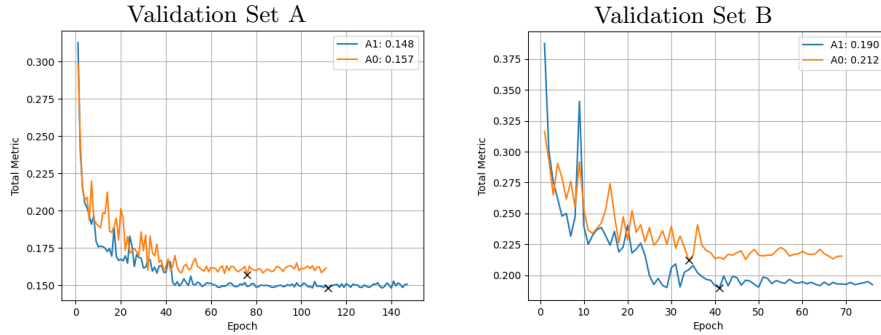 Validation Set A
A1: 0.148
A0: 0.157
0.300
0.275
0.250
0.225
0.200
0.175
0.150
Total Metric
0 20 40 60 80 100 120 140
Epoch
Validation Set B
A1: 0.190
A0: 0.212
0.375
0.350
0.325
0.300
0.275
0.250
0.225
0.200
Total Metric
0 10 20 30 40 50 60 70
Epoch